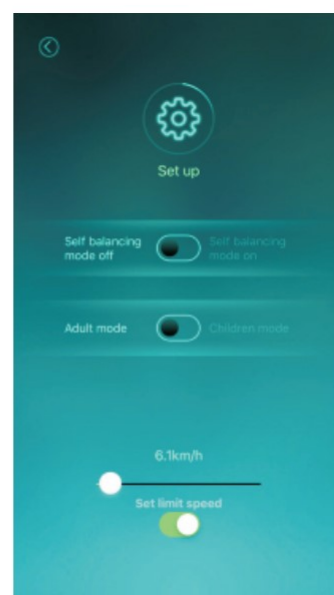 Set up
Self balancing
mode off
Self balancing
mode on
Adult mode
Children mode
6.1km/h
Set limit speed